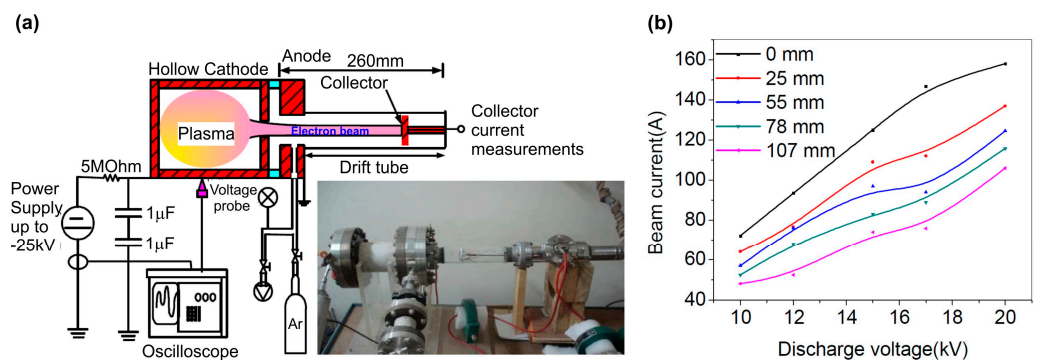 (a)
Anode
260mm
Hollow Cathode
Collector
Plasma
Electron beam
Collector
current
measurements
Drift tube
5MOhm
Voltage
probe
Power
Supply
up to
-25kV
1μF
1μF
Ar
Oscilloscope
(b)
Beam current(A)
160
140
120
100
80
60
40
0 mm
25 mm
55 mm
78 mm
107 mm
10 12 14 16 18 20
Discharge voltage(kV)